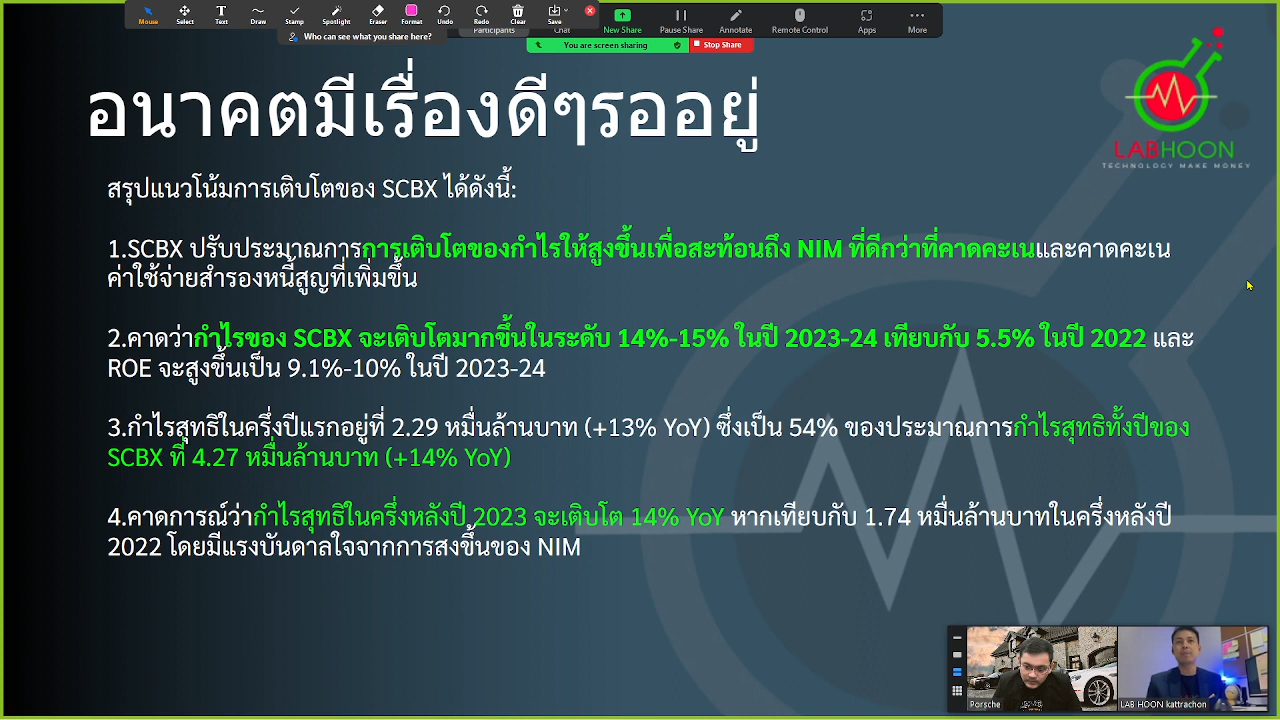 Mouse Select Text Draw Stamp Spotlight Eraser Format Undo Redo Clear Save
Participants Chat New Share Pause Share Annotate Remote Control Apps More
Who can see what you share here?
You are screen sharing Stop Share
อนาคตมีเรื่องดีๆรออยู่
LABHOON
TECHNOLOGY MAKE MONEY
สรุปแนวโน้มการเติบโตของ SCBX ได้ดังนี้:
1.SCBX ปรับประมาณการการเติบโตของกำไรให้สูงขึ้นเพื่อสะท้อนถึง NIM ที่ดีกว่าที่คาดคะเนและคาดคะเน
ค่าใช้จ่ายสำรองหนี้สูญที่เพิ่มขึ้น
2.คาดว่ากำไรของ SCBX จะเติบโตมากขึ้นในระดับ 14%-15% ในปี 2023-24 เทียบกับ 5.5% ในปี 2022 และ
ROE จะสูงขึ้นเป็น 9.1%-10% ในปี 2023-24
3.กำไรสุทธิในครึ่งปีแรกอยู่ที่ 2.29 หมื่นล้านบาท (+13% YoY) ซึ่งเป็น 54% ของประมาณการกำไรสุทธิทั้งปีของ
SCBX ที่ 4.27 หมื่นล้านบาท (+14% YoY)
4.คาดการณ์ว่ากำไรสุทธิในครึ่งหลังปี 2023 จะเติบโต 14% YoY หากเทียบกับ 1.74 หมื่นล้านบาทในครึ่งหลังปี
2022 โดยมีแรงบันดาลใจจากการสงขึ้นของ NIM
Porsche
LAB HOON kattrachon